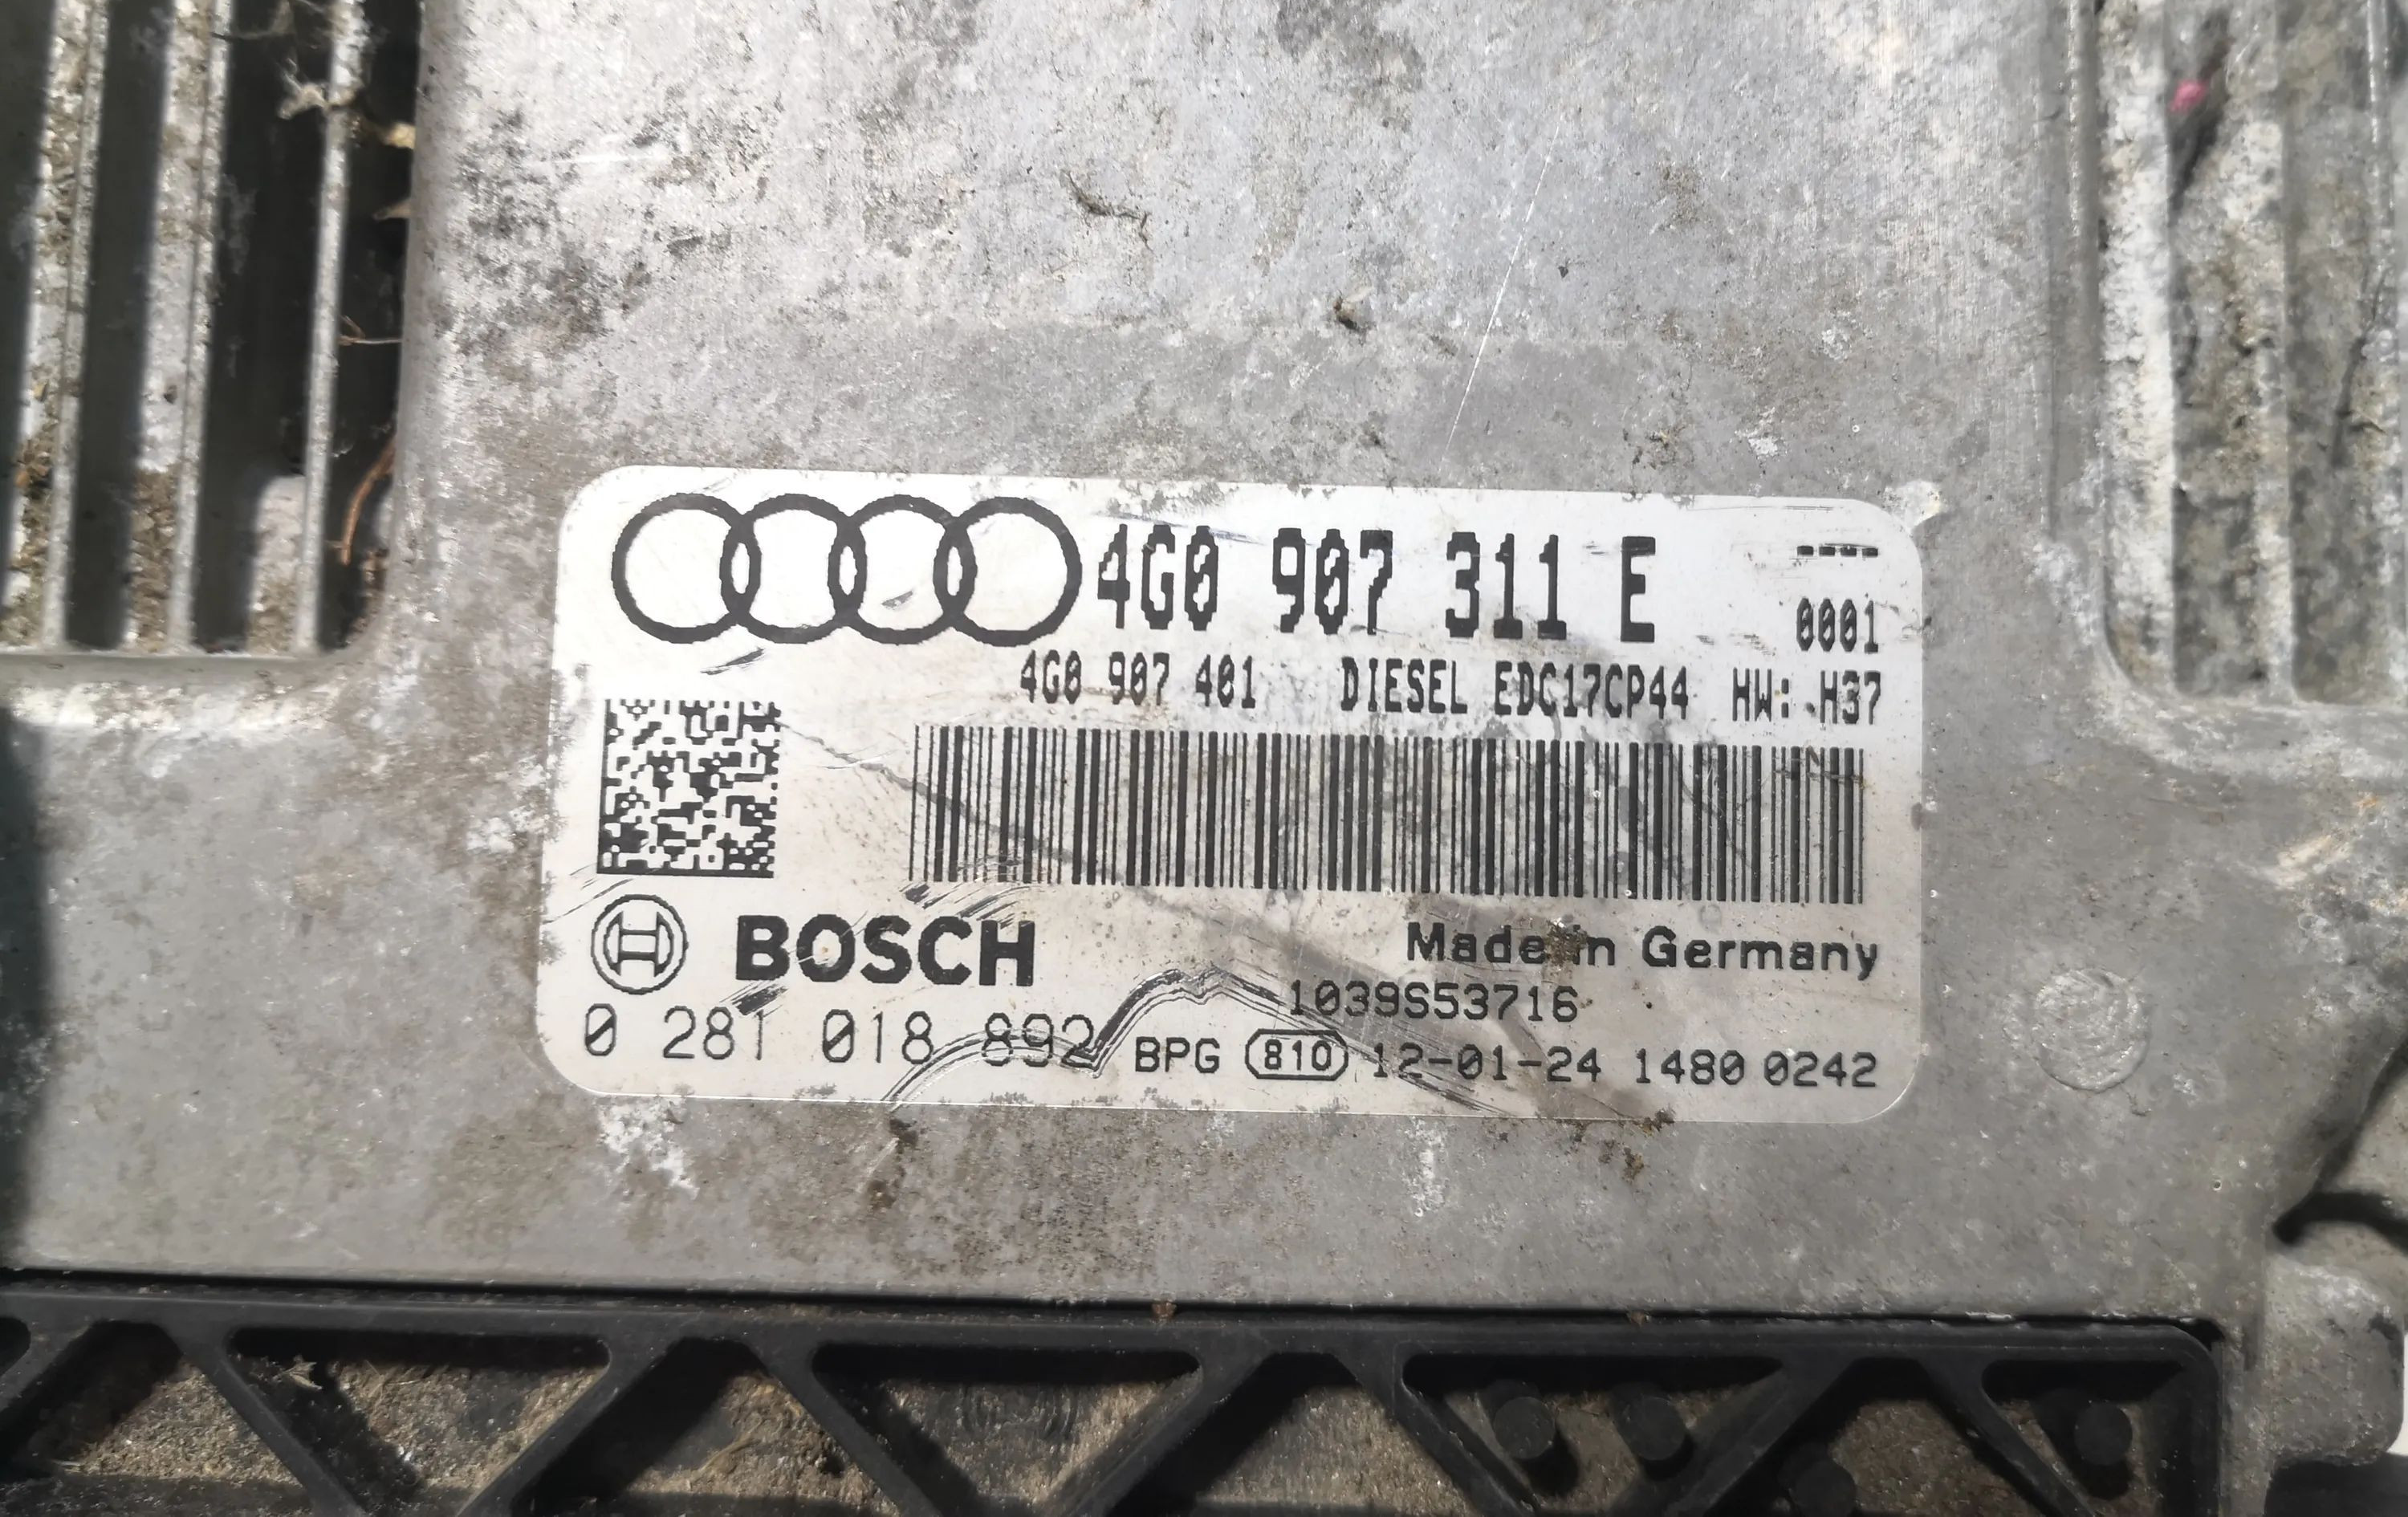 4G0 907 311 E ----
0001
4G0 907 401 DIESEL EDC17CP44 HW: H37
BOSCH
Made in Germany
1039S53716
0 281 018 892 BPG 810 12-01-24 1480 0242